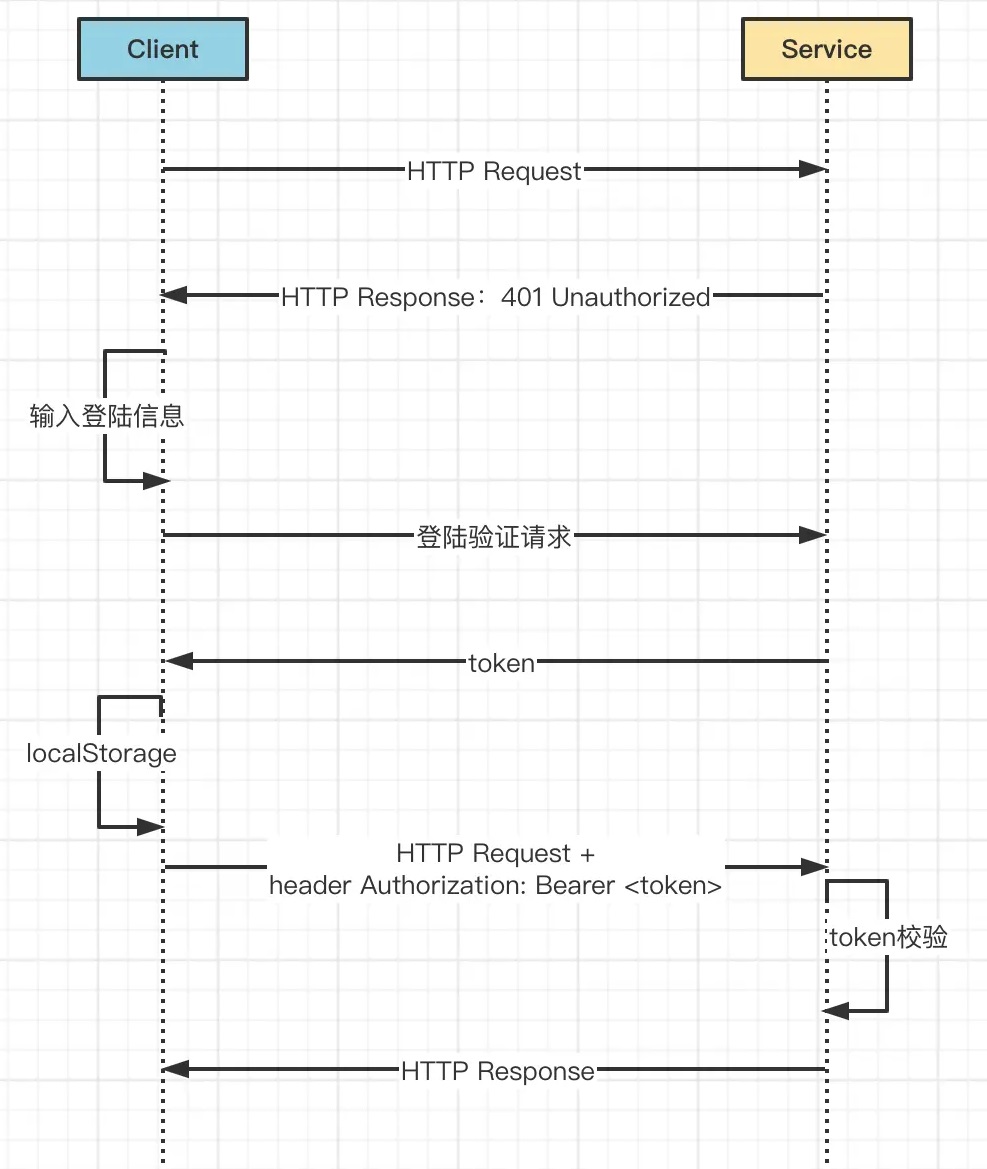 Client
Service
HTTP Request
HTTP Response：401 Unauthorized
输入登陆信息
登陆验证请求
token
localStorage
HTTP Request +
header Authorization: Bearer <token>
token校验
HTTP Response